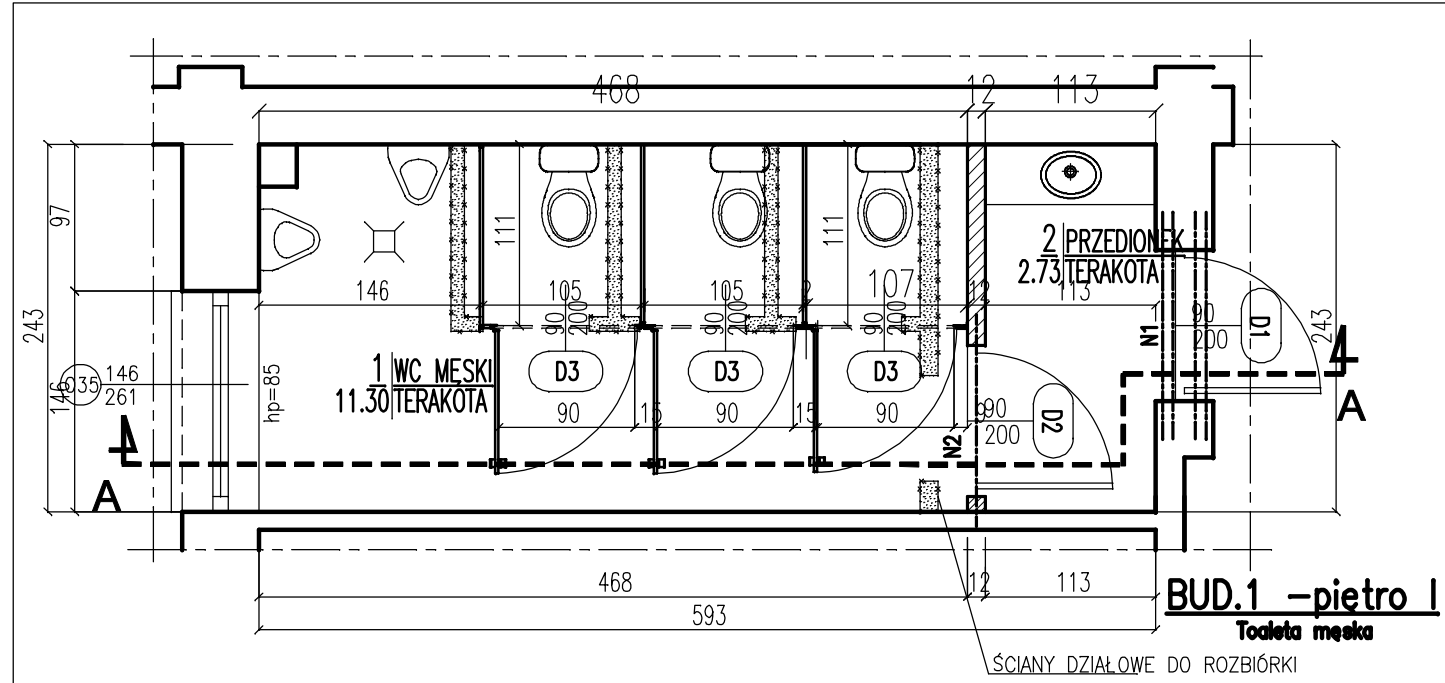 468
12
113
97
243
146
243
111
111
2 PRZEDIONEK
2.73 TERAKOTA
146
105
105
2
107
12
113
90
200
90
200
90
200
N1
90
200
D1
O35
146
261
hp=85
1 WC MĘSKI
11.30 TERAKOTA
D3
D3
D3
90
15
90
15
90
9
N2
90
200
D2
A
A
468
12
113
593
BUD.1 -piętro I
Toaleta męska
ŚCIANY DZIAŁOWE DO ROZBIÓRKI